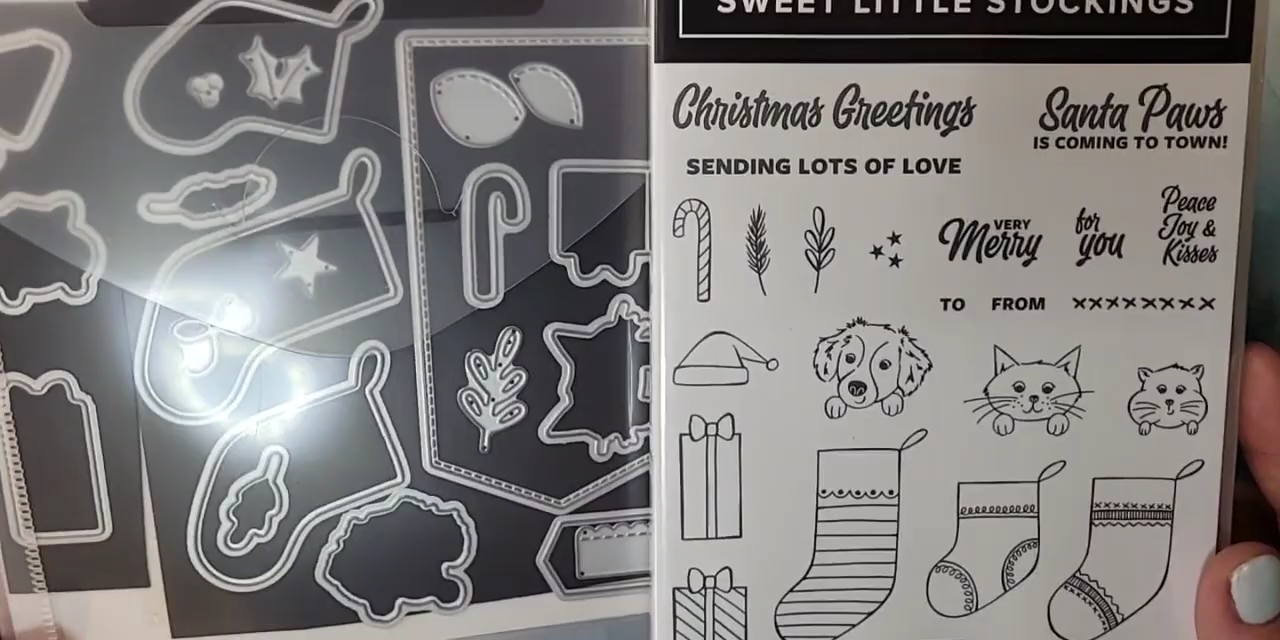 SWEET LITTLE STOCKINGS
Christmas Greetings
Santa Paws
IS COMING TO TOWN!
SENDING LOTS OF LOVE
VERY
Merry
for
you
Peace
Joy &
Kisses
TO FROM